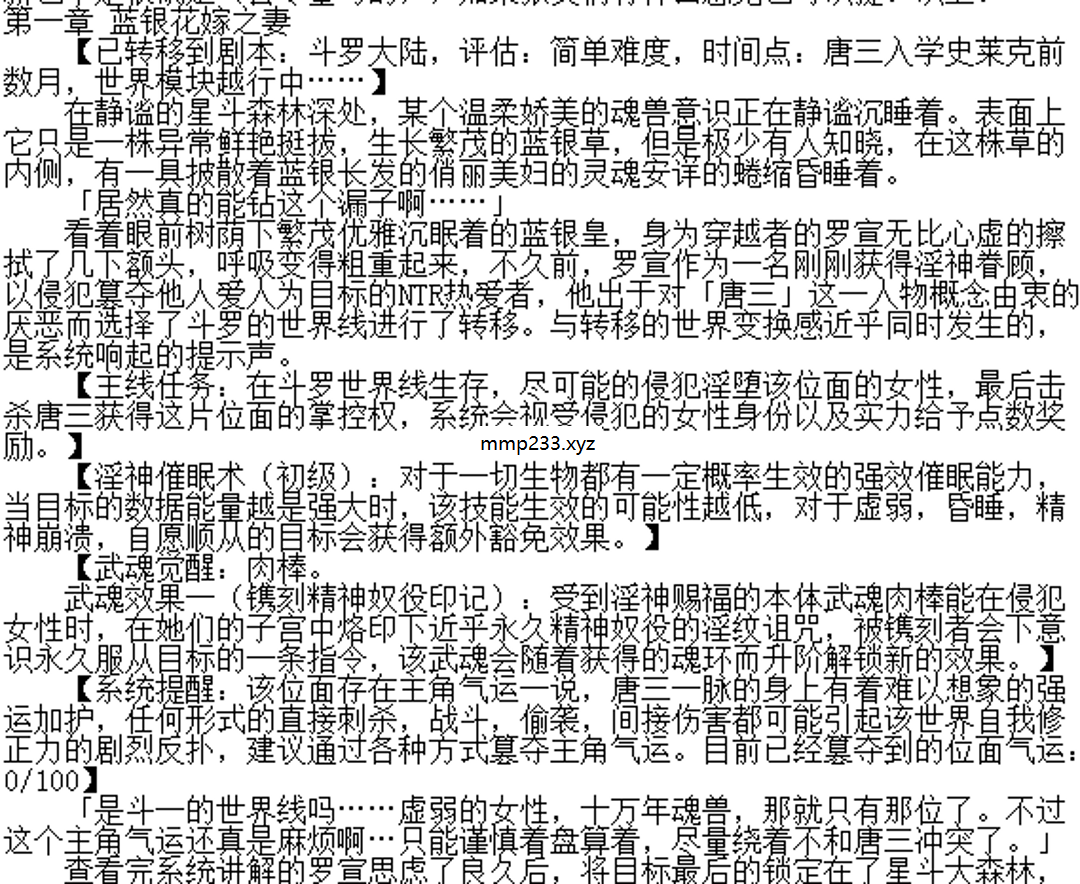 第一章 蓝银花嫁之妻
【已转移到剧本：斗罗大陆，评估：简单难度，时间点：唐三入学史莱克前
数月，世界模块越行中……】
在静谧的星斗森林深处，某个温柔娇美的魂兽意识正在静谧沉睡着。表面上
它只是一株异常鲜艳挺拔，生长繁茂的蓝银草，但是极少有人知晓，在这株草的
内侧，有一具披散着蓝银长发的俏丽美妇的灵魂安详的蜷缩昏睡着。
「居然真的能钻这个漏子啊……」
看着眼前树荫下繁茂优雅沉眠着的蓝银皇，身为穿越者的罗宣无比心虚的擦
拭了几下额头，呼吸变得粗重起来，不久前，罗宣作为一名刚刚获得淫神眷顾，
以侵犯篡夺他人爱人为目标的NTR热爱者，他出于对「唐三」这一人物概念由衷的
厌恶而选择了斗罗的世界线进行了转移。与转移的世界变换感近乎同时发生的，
是系统响起的提示声。
【主线任务：在斗罗世界线生存，尽可能的侵犯淫堕该位面的女性，最后击
杀唐三获得这片位面的掌控权，系统会视受侵犯的女性身份以及实力给予点数奖
励。】
mmp233.xyz
【淫神催眠术（初级）：对于一切生物都有一定概率生效的强效催眠能力，
当目标的数据能量越是强大时，该技能生效的可能性越低，对于虚弱，昏睡，精
神崩溃，自愿顺从的目标会获得额外豁免效果。】
【武魂觉醒：肉棒。
武魂效果一（镌刻精神奴役印记）：受到淫神赐福的本体武魂肉棒能在侵犯
女性时，在她们的子宫中烙印下近乎永久精神奴役的淫纹诅咒，被镌刻者会下意
识永久服从目标的一条指令，该武魂会随着获得的魂环而升阶解锁新的效果。】
【系统提醒：该位面存在主角气运一说，唐三一脉的身上有着难以想象的强
运加护，任何形式的直接刺杀，战斗，偷袭，间接伤害都可能引起该世界自我修
正力的剧烈反扑，建议通过各种方式篡夺主角气运。目前已经篡夺到的位面气运：
0/100】
「是斗一的世界线吗……虚弱的女性，十万年魂兽，那就只有那位了。不过
这个主角气运还真是麻烦啊…只能谨慎着盘算着，尽量绕着不和唐三冲突了。」
查看完系统讲解的罗宣思虑了良久后，将目标最后的锁定在了星斗大森林，